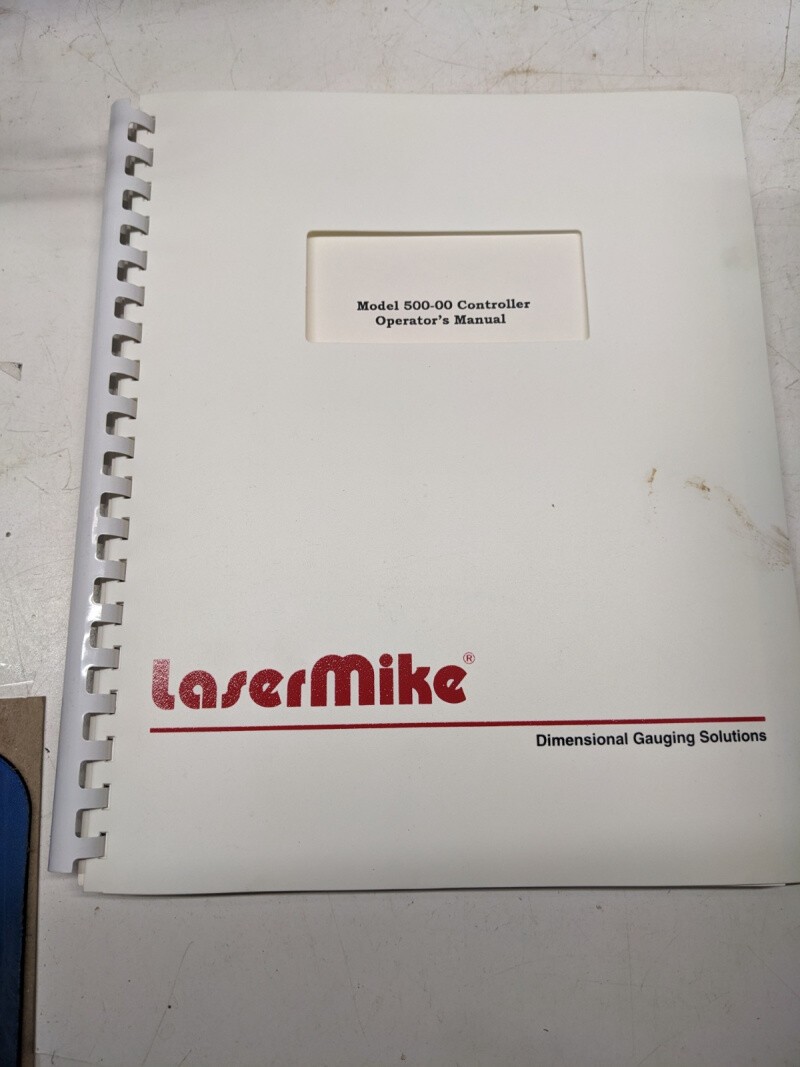 Model 500-00 Controller
Operator's Manual
LaserMike®
Dimensional Gauging Solutions